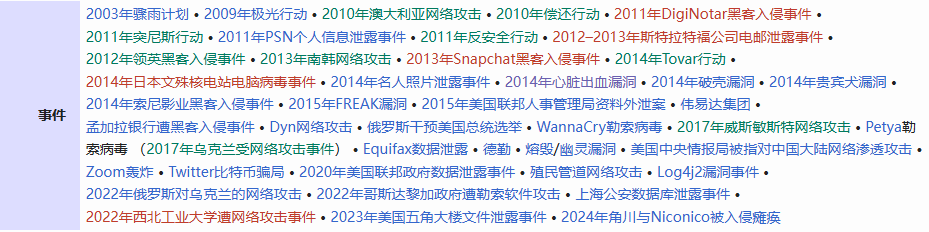 2003年骤雨计划 • 2009年极光行动 • 2010年澳大利亚网络攻击 • 2010年偿还行动 • 2011年DigiNotar黑客入侵事件 •
2011年突尼斯行动 • 2011年PSN个人信息泄露事件 • 2011年反安全行动 • 2012–2013年斯特拉特福公司电邮泄露事件 •
2012年领英黑客入侵事件 • 2013年南韩网络攻击 • 2013年Snapchat黑客入侵事件 • 2014年Tovar行动 •
2014年日本文殊核电站电脑病毒事件 • 2014年名人照片泄露事件 • 2014年心脏出血漏洞 • 2014年破壳漏洞 • 2014年贵宾犬漏洞 •
2014年索尼影业黑客入侵事件 • 2015年FREAK漏洞 • 2015年美国联邦人事管理局资料外泄案 • 伟易达集团 •
事件
孟加拉银行遭黑客入侵事件 • Dyn网络攻击 • 俄罗斯干预美国总统选举 • WannaCry勒索病毒 • 2017年威斯敏斯特网络攻击 • Petya勒
索病毒 （2017年乌克兰受网络攻击事件） • Equifax数据泄露 • 德勤 • 熔毁/幽灵漏洞 • 美国中央情报局被指对中国大陆网络渗透攻击 •
Zoom轰炸 • Twitter比特币骗局 • 2020年美国联邦政府数据泄露事件 • 殖民管道网络攻击 • Log4j2漏洞事件 •
2022年俄罗斯对乌克兰的网络攻击 • 2022年哥斯达黎加政府遭勒索软件攻击 • 上海公安数据库泄露事件 •
2022年西北工业大学遭网络攻击事件 • 2023年美国五角大楼文件泄露事件 • 2024年角川与Niconico被入侵瘫痪